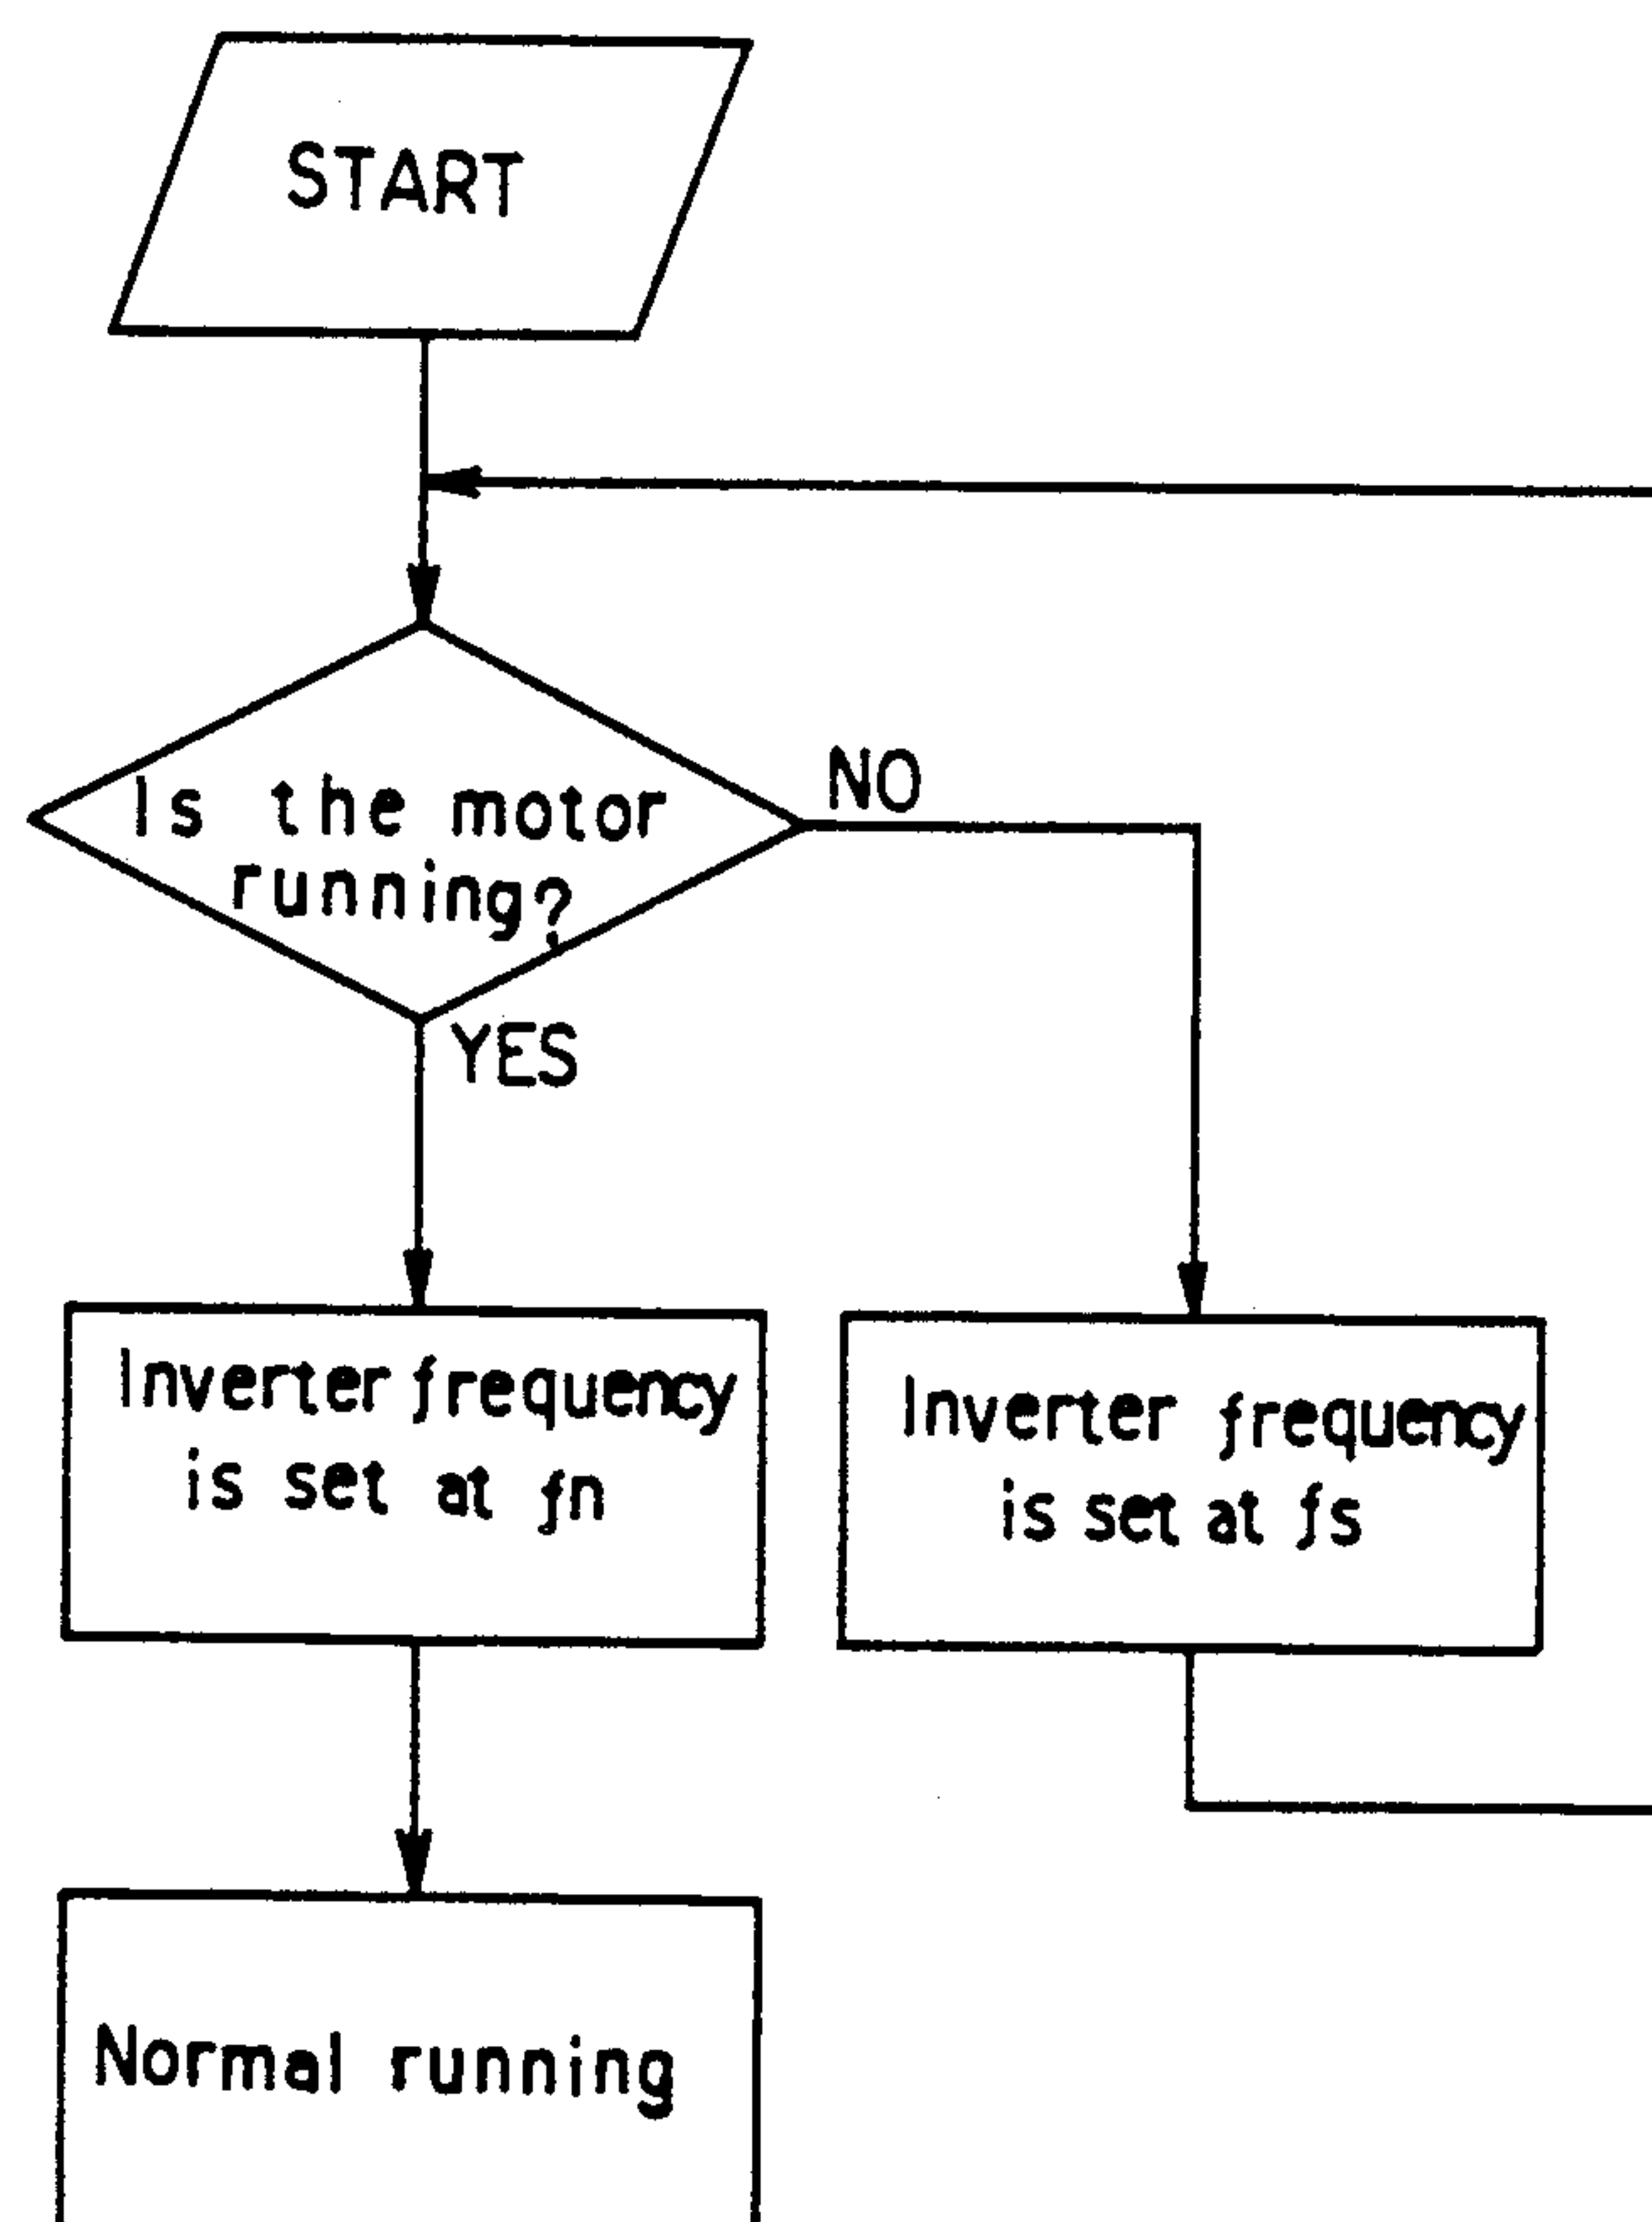 START
Is the motor
running?
NO
YES
Inverter frequency
is set at fn
Inverter frequency
is set at fs
Normal running